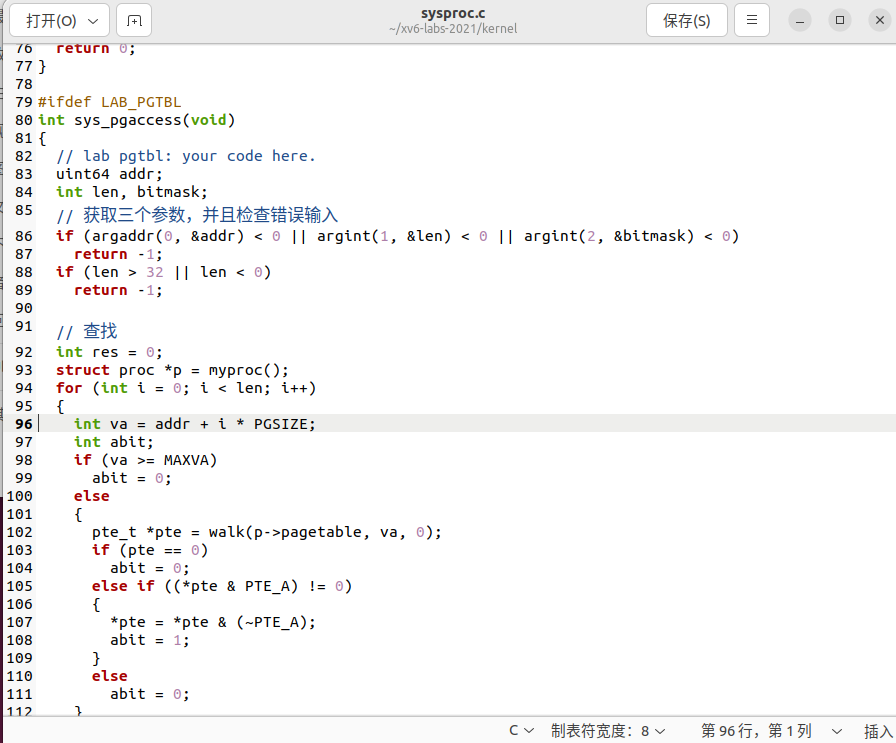 打开(O)
sysproc.c
~/xv6-labs-2021/kernel
保存(S)
76   return 0;
77 }
78
79 #ifdef LAB_PGTBL
80 int sys_pgaccess(void)
81 {
82   // lab pgtbl: your code here.
83   uint64 addr;
84   int len, bitmask;
85   // 获取三个参数，并且检查错误输入
86   if (argaddr(0, &addr) < 0 || argint(1, &len) < 0 || argint(2, &bitmask) < 0)
87     return -1;
88   if (len > 32 || len < 0)
89     return -1;
90
91   // 查找
92   int res = 0;
93   struct proc *p = myproc();
94   for (int i = 0; i < len; i++)
95   {
96     int va = addr + i * PGSIZE;
97     int abit;
98     if (va >= MAXVA)
99       abit = 0;
100     else
101     {
102       pte_t *pte = walk(p->pagetable, va, 0);
103       if (pte == 0)
104         abit = 0;
105       else if ((*pte & PTE_A) != 0)
106       {
107         *pte = *pte & (~PTE_A);
108         abit = 1;
109       }
110       else
111         abit = 0;
112     }
C 制表符宽度：8 第 96 行，第 1 列 插入